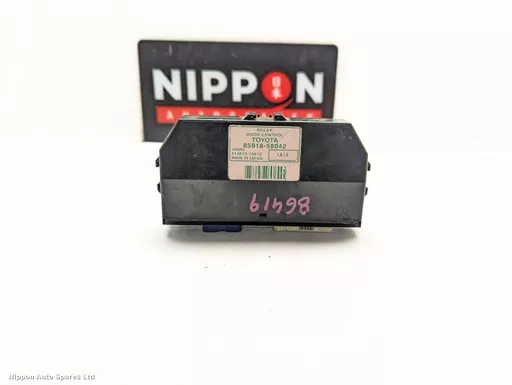 NIPPON
日本
RELAY
DOOR CONTROL
TOYOTA
85918-58042
MADE IN JAPAN
86419
Nippon Auto Spares Ltd